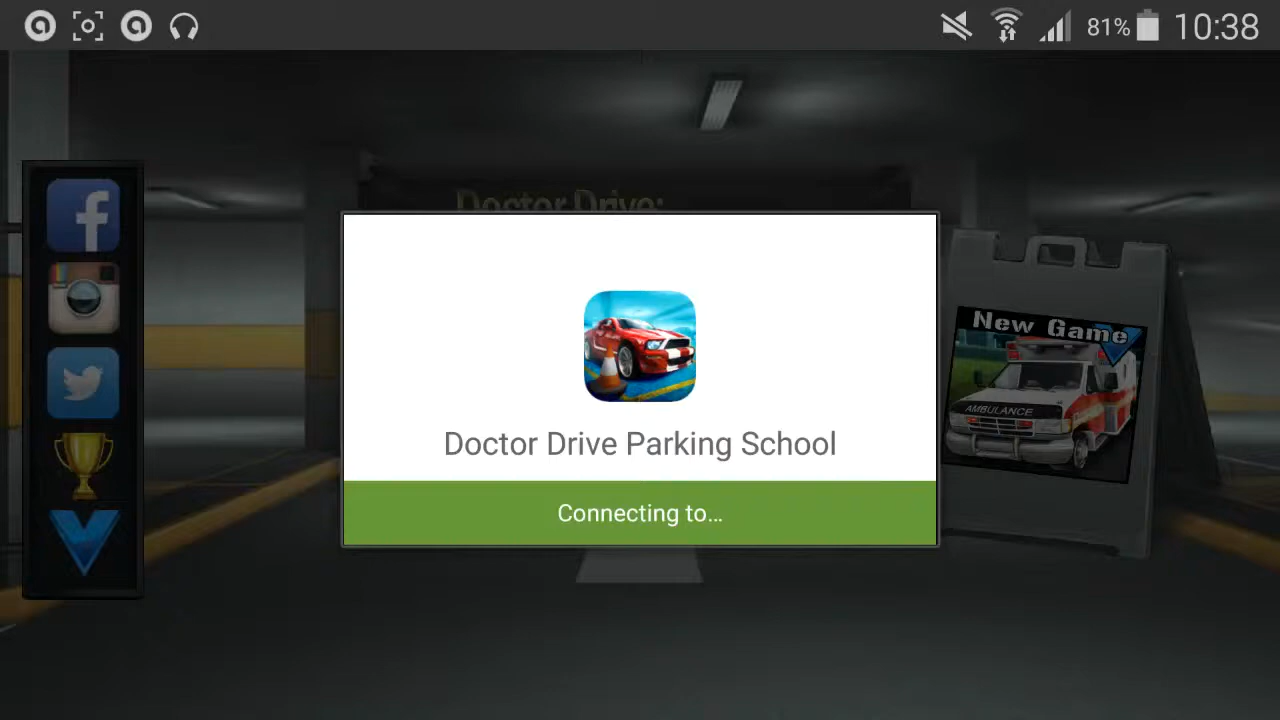 81% 10:38
Doctor Drive:
New Game
AMBULANCE
Doctor Drive Parking School
Connecting to...